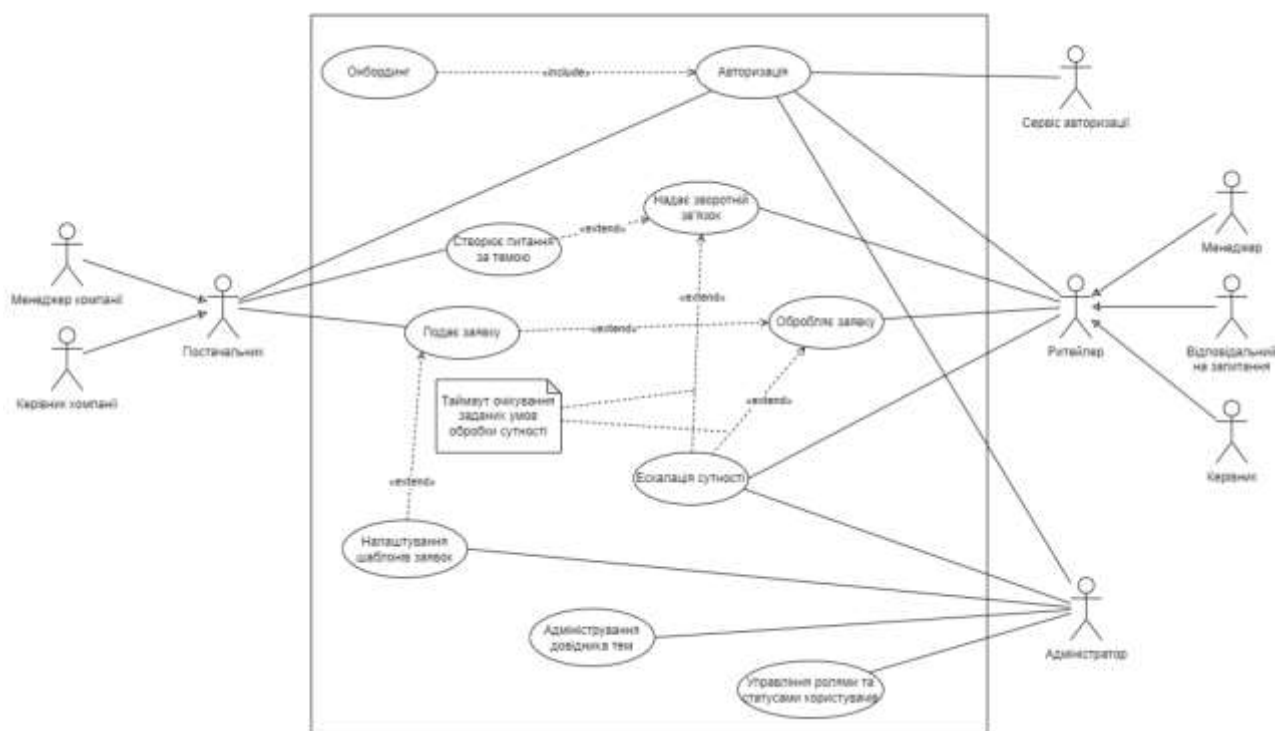 Онбординг
«include»
Авторизація
Сервіс авторизації
Надає зворотній
зв'язок
Менеджер
«extend»
Створює питання
за темою
Менеджер компанії
Постачальник
«extend»
Подає заявку
«extend»
Обробляє заявку
Ритейлер
Відповідальний
на запитання
Керівник компанії
Таймаут очікування
заданих умов
обробки сутності
«extend»
Ескалація сутності
Керівник
«extend»
Налаштування
шаблонів заявок
Адміністрування
довідника тем
Адміністратор
Управління ролями та
статусами користувачів